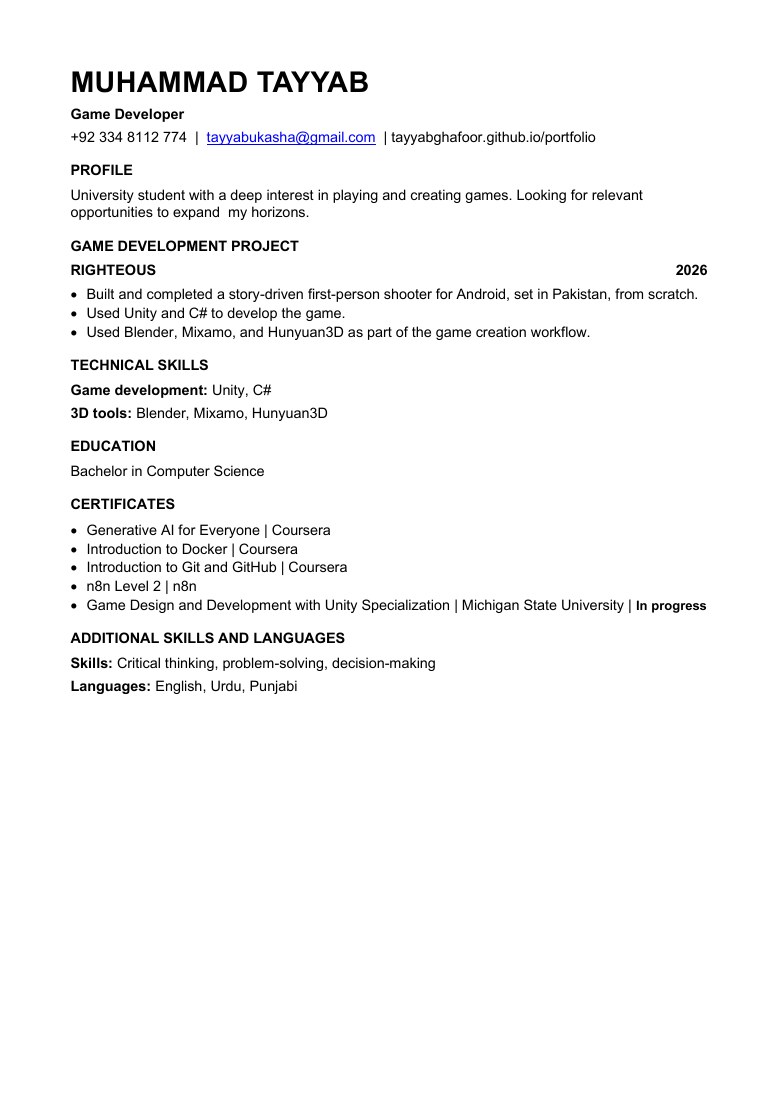 MUHAMMAD TAYYAB
Game Developer
+92 334 8112 774 | tayyabukasha@gmail.com | tayyabghafoor.github.io/portfolio
PROFILE
University student with a deep interest in playing and creating games. Looking for relevant
opportunities to expand  my horizons.
GAME DEVELOPMENT PROJECT
RIGHTEOUS 2026
• Built and completed a story-driven first-person shooter for Android, set in Pakistan, from scratch.
• Used Unity and C# to develop the game.
• Used Blender, Mixamo, and Hunyuan3D as part of the game creation workflow.
TECHNICAL SKILLS
Game development: Unity, C#
3D tools: Blender, Mixamo, Hunyuan3D
EDUCATION
Bachelor in Computer Science
CERTIFICATES
• Generative AI for Everyone | Coursera
• Introduction to Docker | Coursera
• Introduction to Git and GitHub | Coursera
• n8n Level 2 | n8n
• Game Design and Development with Unity Specialization | Michigan State University | In progress
ADDITIONAL SKILLS AND LANGUAGES
Skills: Critical thinking, problem-solving, decision-making
Languages: English, Urdu, Punjabi